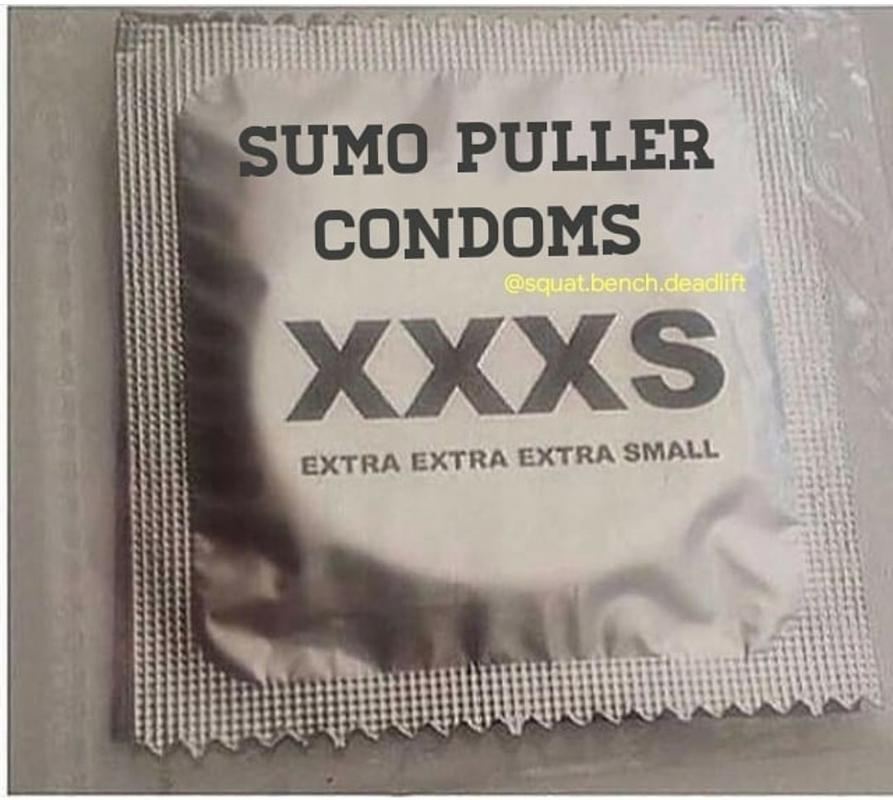 SUMO PULLER
CONDOMS
@squat.bench.deadlift
XXXS
EXTRA EXTRA EXTRA SMALL